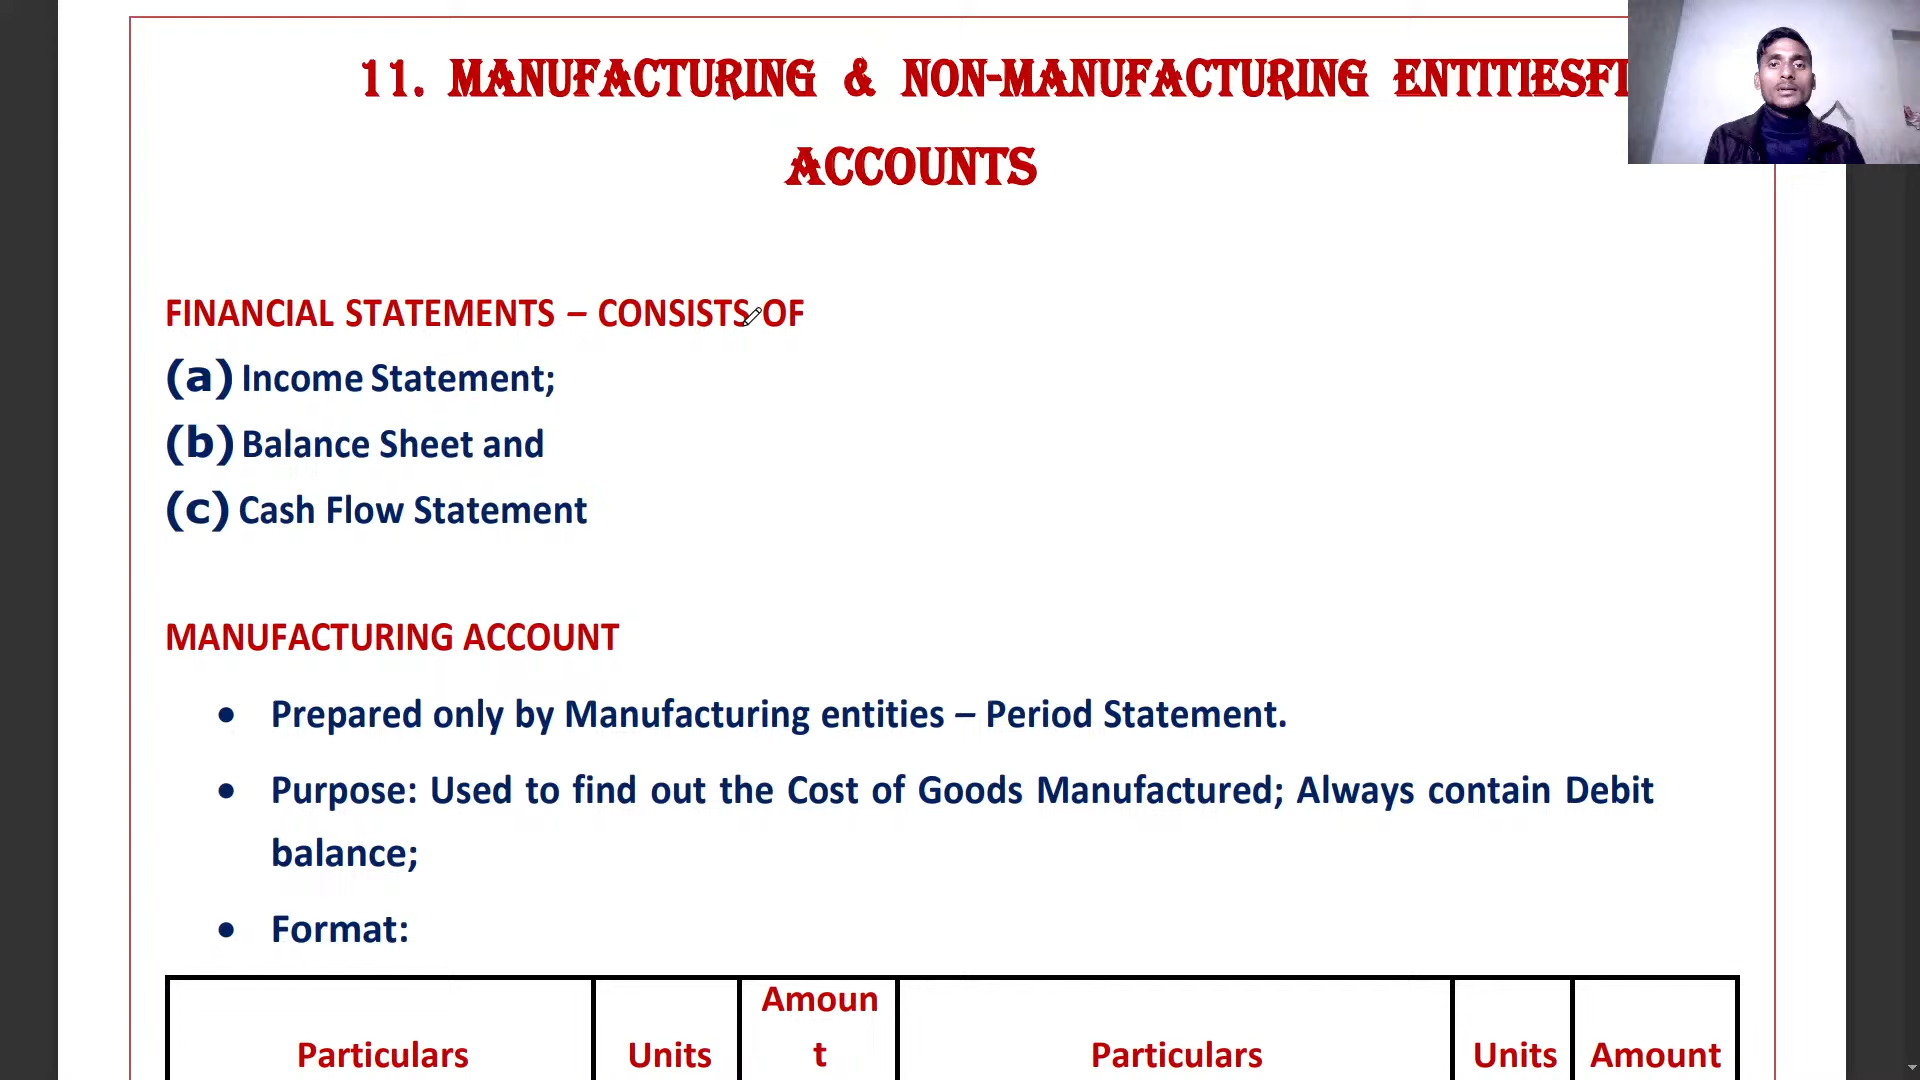 11. MANUFACTURING & NON-MANUFACTURING ENTITIESFI
ACCOUNTS
FINANCIAL STATEMENTS – CONSISTS OF
(a) Income Statement;
(b) Balance Sheet and
(c) Cash Flow Statement
MANUFACTURING ACCOUNT
• Prepared only by Manufacturing entities – Period Statement.
• Purpose: Used to find out the Cost of Goods Manufactured; Always contain Debit
balance;
• Format:
Particulars Units Amoun
t Particulars Units Amount